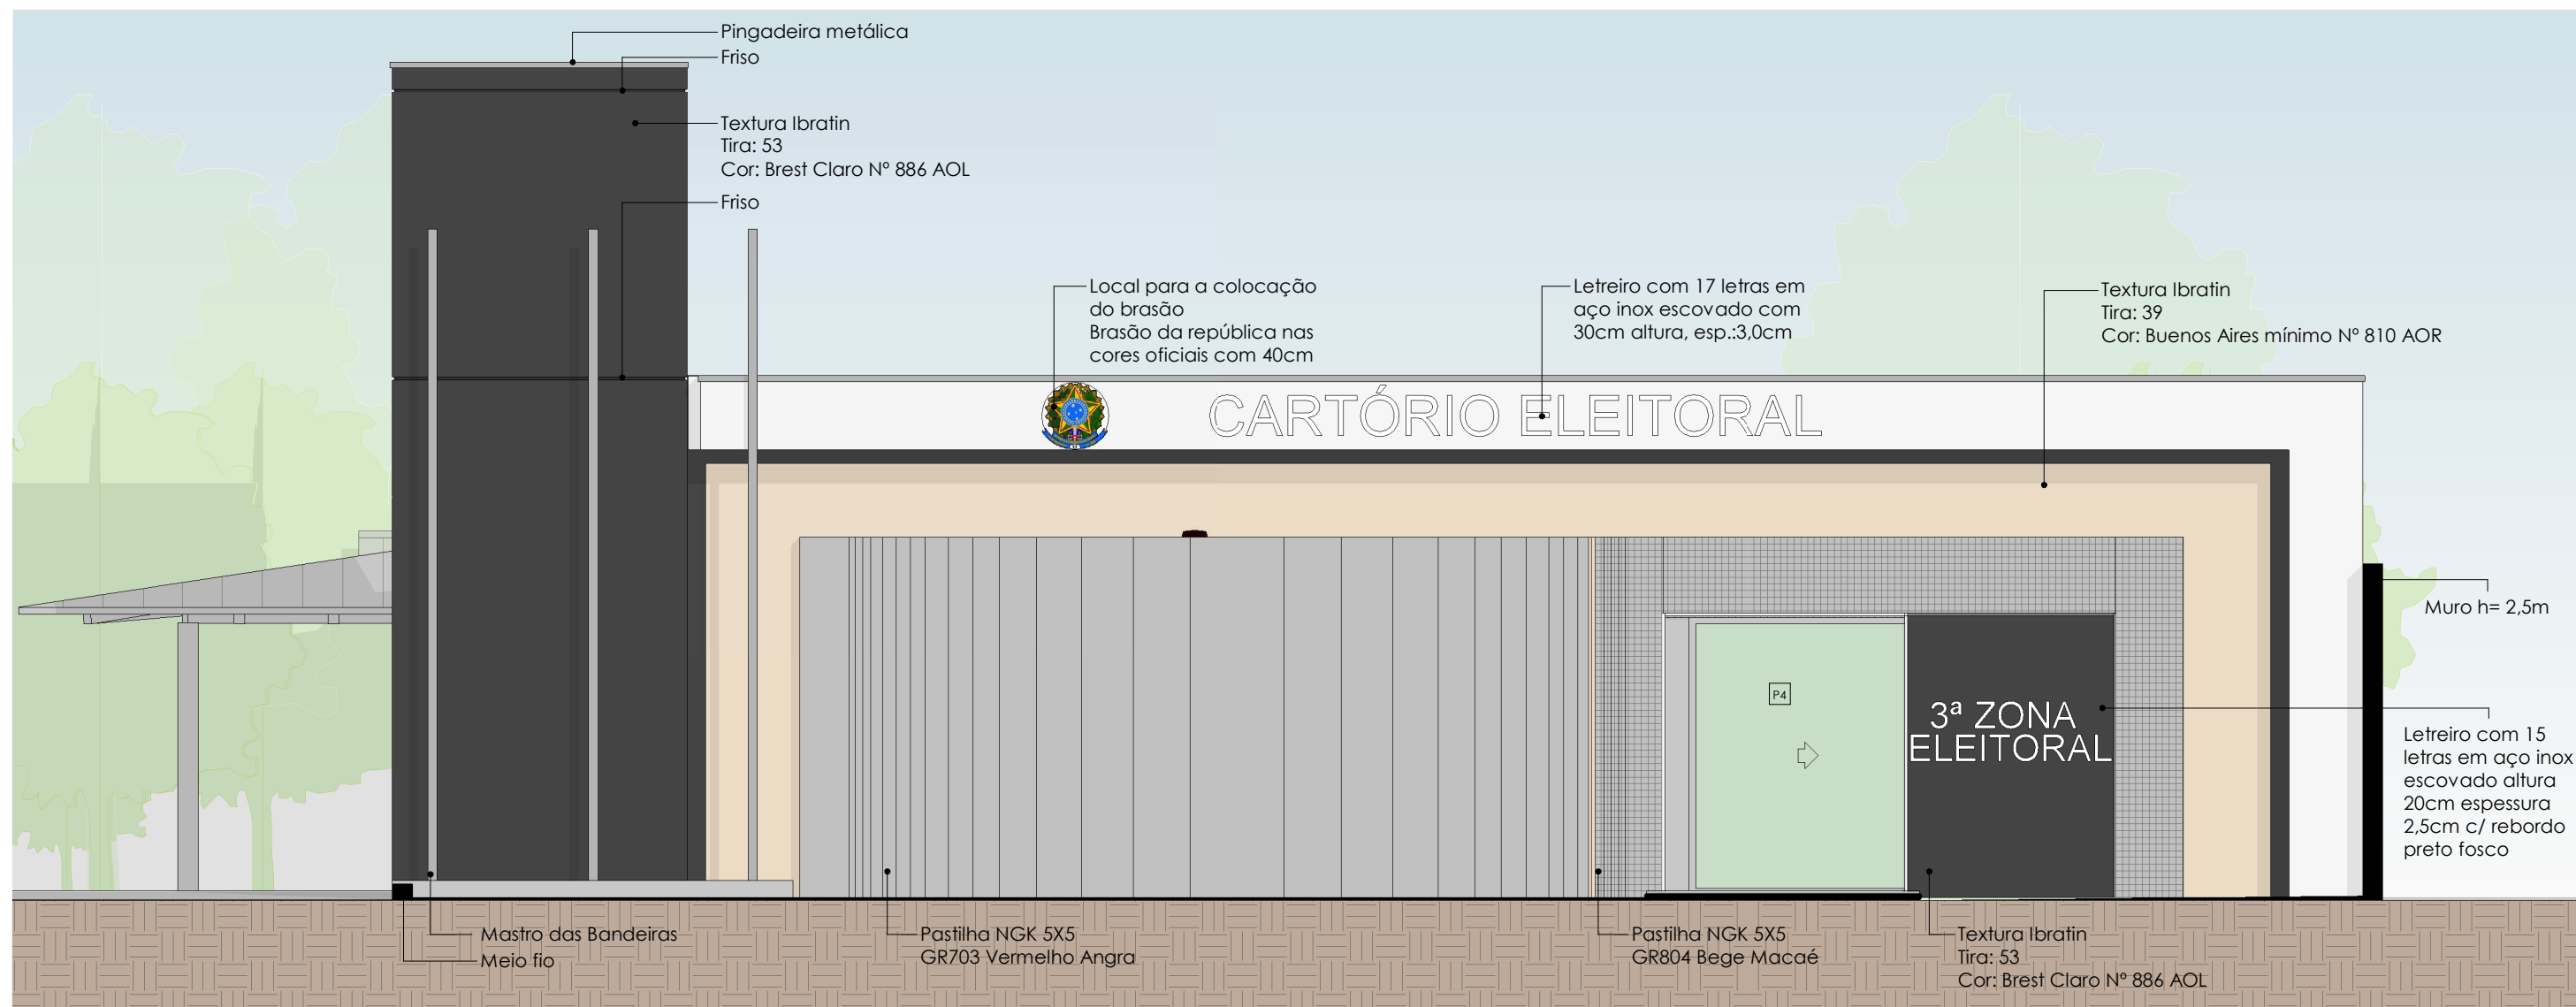 Pingadeira metálica
Friso
Textura Ibratin
Tira: 53
Cor: Brest Claro Nº 886 AOL
Friso
Local para a colocação
do brasão
Brasão da república nas
cores oficiais com 40cm
Letreiro com 17 letras em
aço inox escovado com
30cm altura, esp.:3,0cm
Textura Ibratin
Tira: 39
Cor: Buenos Aires mínimo Nº 810 AOR
CARTÓRIO ELEITORAL
Muro h= 2,5m
P4
3ª ZONA
ELEITORAL
Letreiro com 15
letras em aço inox
escovado altura
20cm espessura
2,5cm c/ rebordo
preto fosco
Mastro das Bandeiras
Meio fio
Pastilha NGK 5X5
GR703 Vermelho Angra
Pastilha NGK 5X5
GR804 Bege Macaé
Textura Ibratin
Tira: 53
Cor: Brest Claro Nº 886 AOL